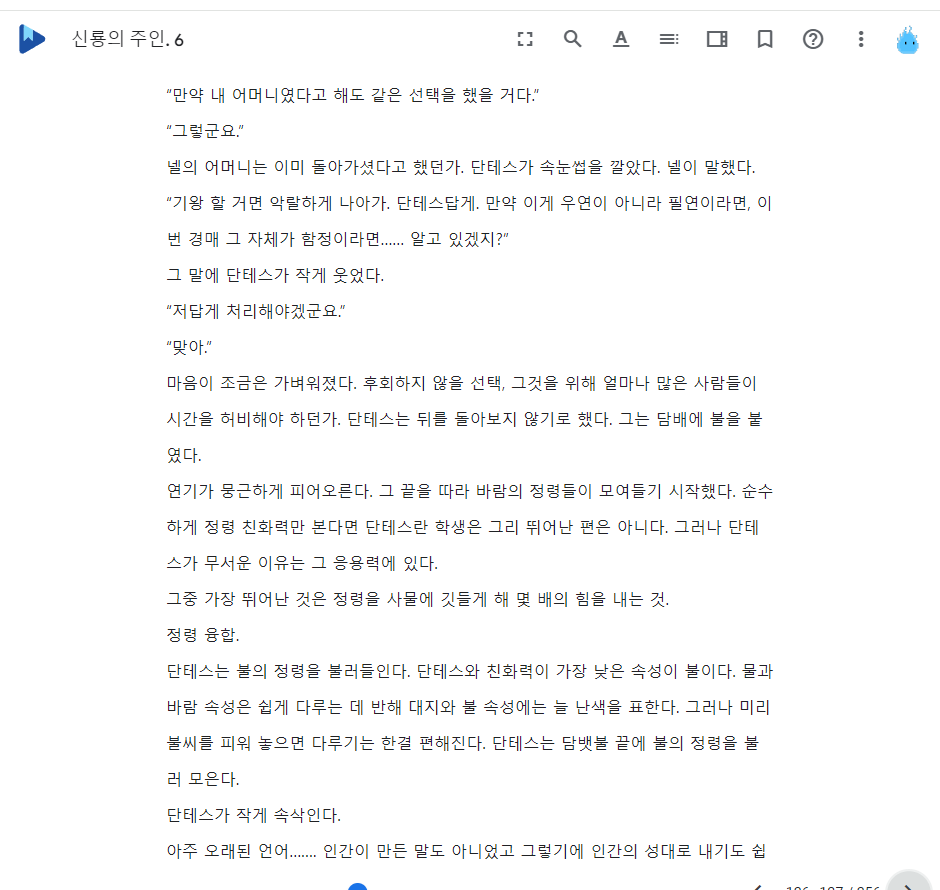 신룡의 주인. 6
“만약 내 어머니였다고 해도 같은 선택을 했을 거다.”
“그렇군요.”
넬의 어머니는 이미 돌아가셨다고 했던가. 단테스가 속눈썹을 깔았다. 넬이 말했다.
“기왕 할 거면 악랄하게 나아가. 단테스답게. 만약 이게 우연이 아니라 필연이라면, 이
번 경매 그 자체가 함정이라면...... 알고 있겠지?”
그 말에 단테스가 작게 웃었다.
“저답게 처리해야겠군요.”
“맞아.”
마음이 조금은 가벼워졌다. 후회하지 않을 선택, 그것을 위해 얼마나 많은 사람들이
시간을 허비해야 하던가. 단테스는 뒤를 돌아보지 않기로 했다. 그는 담배에 불을 붙
였다.
연기가 뭉근하게 피어오른다. 그 끝을 따라 바람의 정령들이 모여들기 시작했다. 순수
하게 정령 친화력만 본다면 단테스란 학생은 그리 뛰어난 편은 아니다. 그러나 단테
스가 무서운 이유는 그 응용력에 있다.
그중 가장 뛰어난 것은 정령을 사물에 깃들게 해 몇 배의 힘을 내는 것.
정령 융합.
단테스는 불의 정령을 불러들인다. 단테스와 친화력이 가장 낮은 속성이 불이다. 물과
바람 속성은 쉽게 다루는 데 반해 대지와 불 속성에는 늘 난색을 표한다. 그러나 미리
불씨를 피워 놓으면 다루기는 한결 편해진다. 단테스는 담뱃불 끝에 불의 정령을 불
러 모은다.
단테스가 작게 속삭인다.
아주 오래된 언어....... 인간이 만든 말도 아니었고 그렇기에 인간의 성대로 내기도 쉽